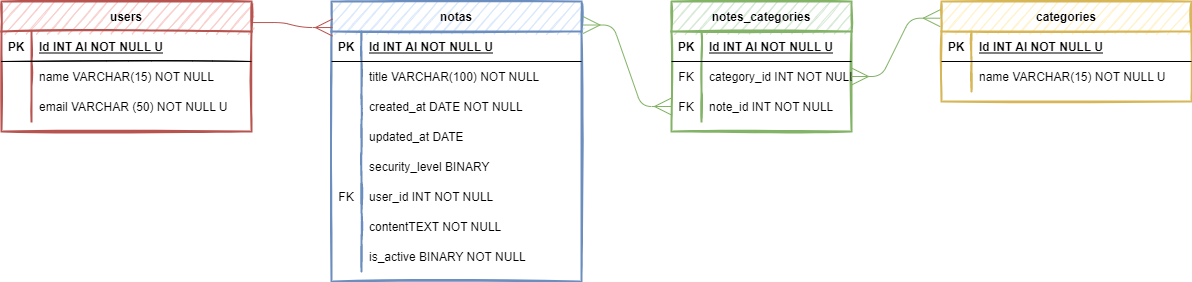 users
PK Id INT AI NOT NULL U
name VARCHAR(15) NOT NULL
email VARCHAR (50) NOT NULL U
notas
PK Id INT AI NOT NULL U
title VARCHAR(100) NOT NULL
created_at DATE NOT NULL
updated_at DATE
security_level BINARY
FK user_id INT NOT NULL
contentTEXT NOT NULL
is_active BINARY NOT NULL
notes_categories
PK Id INT AI NOT NULL U
FK category_id INT NOT NUL
FK note_id INT NOT NULL
categories
PK Id INT AI NOT NULL U
name VARCHAR(15) NOT NULL U